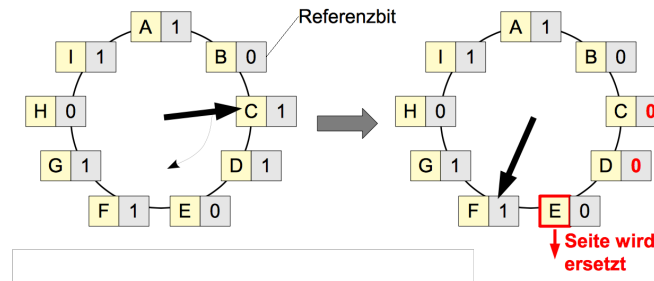 Referenzbit
A 1
B 0
C 1
D 1
E 0
F 1
G 1
H 0
I 1
A 1
B 0
C 0
D 0
E 0
F 1
G 1
H 0
I 1
Seite wird
ersetzt